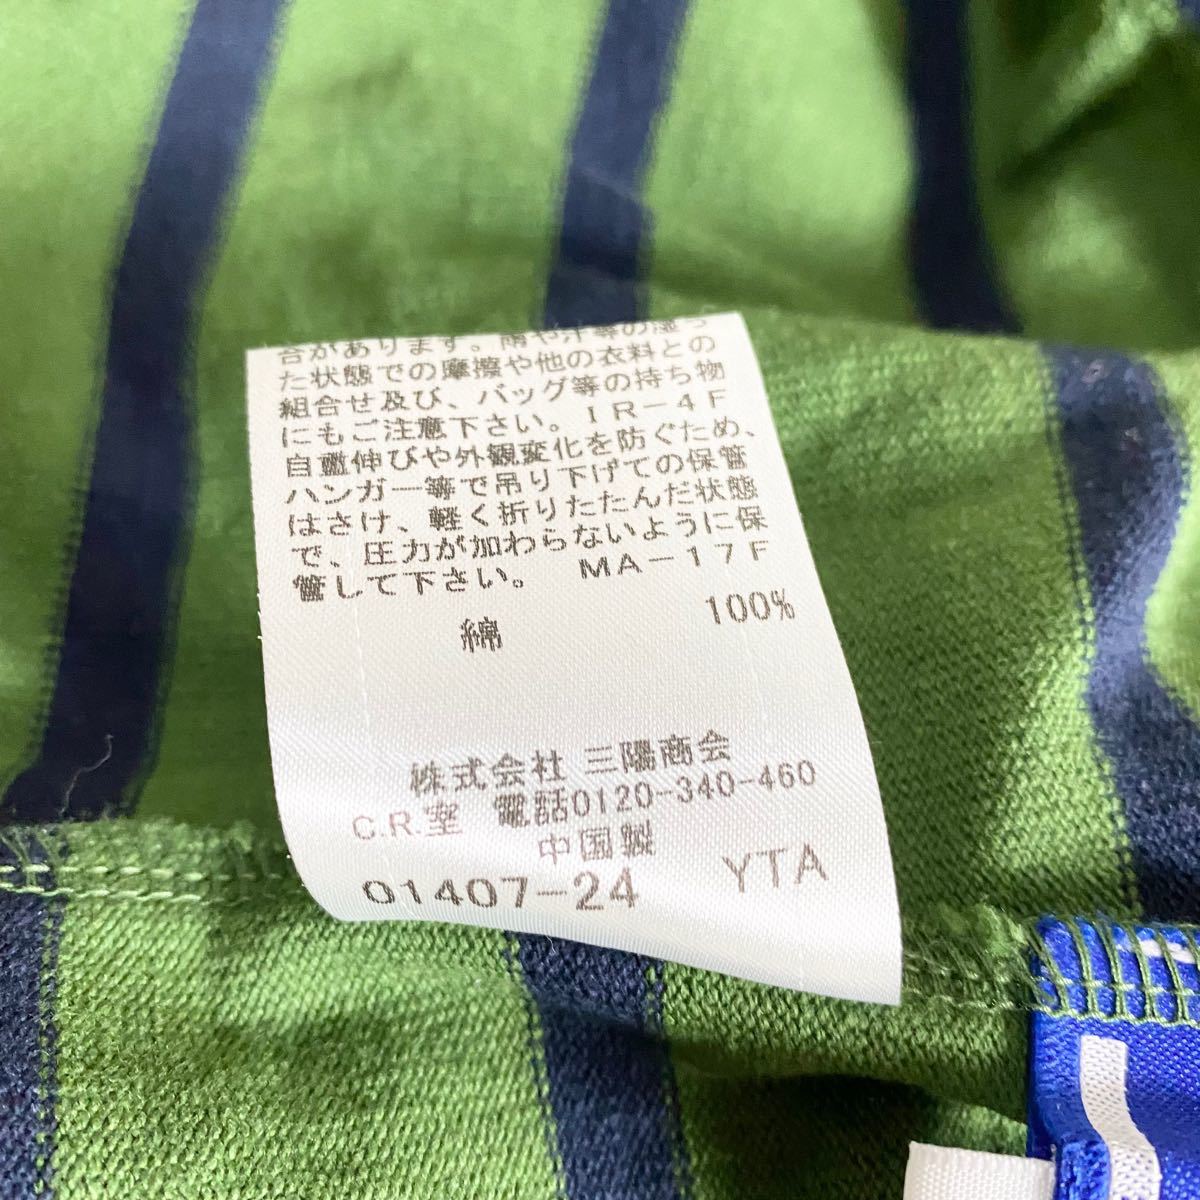 合があります。雨や汗等の湿っ
た状態での摩擦や他の衣料との
組合せ及び、バッグ等の持ち物
にもご注意下さい。 IR-4F
自重伸びや外観変化を防ぐため、
ハンガー等で吊り下げての保管
はさけ、軽く折りたたんだ状態
で、圧力が加わらないように保
管して下さい。 MA-17F
綿 100%
株式会社 三陽商会
C.R.室 電話0120-340-460
中国製
01407-24 YTA